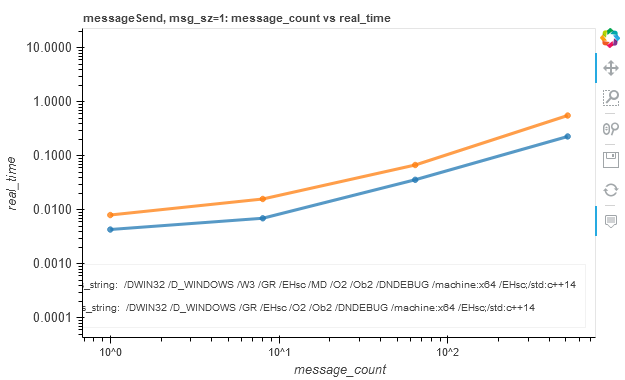 messageSend, msg_sz=1: message_count vs real_time
10.0000
1.0000
0.1000
0.0100
0.0010
0.0001
real_time
_string: /DWIN32 /D_WINDOWS /W3 /GR /EHsc /MD /O2 /Ob2 /DNDEBUG /machine:x64 /EHsc;/std:c++14
s_string: /DWIN32 /D_WINDOWS /GR /EHsc /O2 /Ob2 /DNDEBUG /machine:x64 /EHsc;/std:c++14
10^0 10^1 10^2
message_count